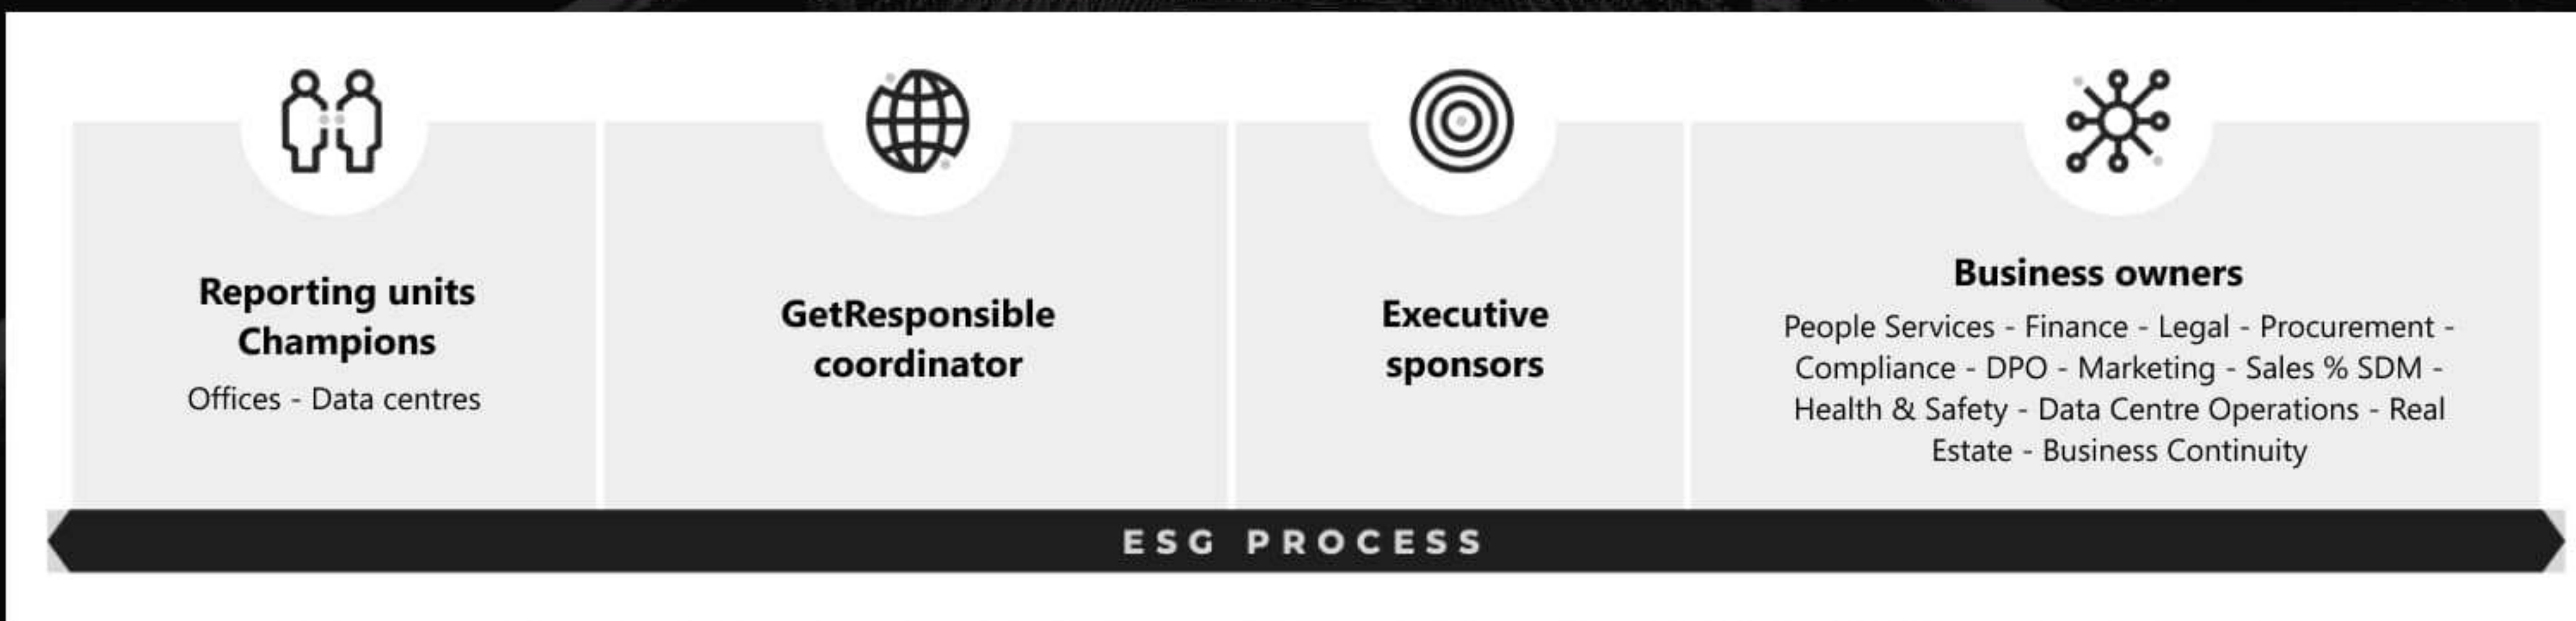 Reporting units
Champions
Offices - Data centres
GetResponsible
coordinator
Executive
sponsors
Business owners
People Services - Finance - Legal - Procurement -
Compliance - DPO - Marketing - Sales % SDM -
Health & Safety - Data Centre Operations - Real
Estate - Business Continuity
ESG PROCESS